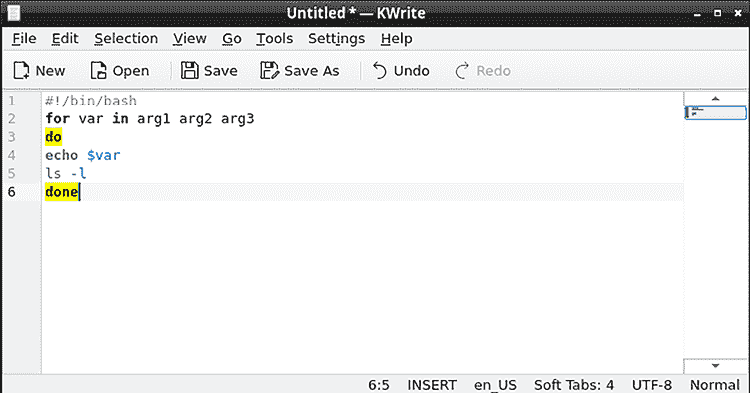 Untitled * — KWrite
File Edit Selection View Go Tools Settings Help
New Open Save Save As Undo Redo
1 #!/bin/bash
2 for var in arg1 arg2 arg3
3 do
4 echo $var
5 ls -l
6 done
6:5 INSERT en_US Soft Tabs: 4 UTF-8 Normal